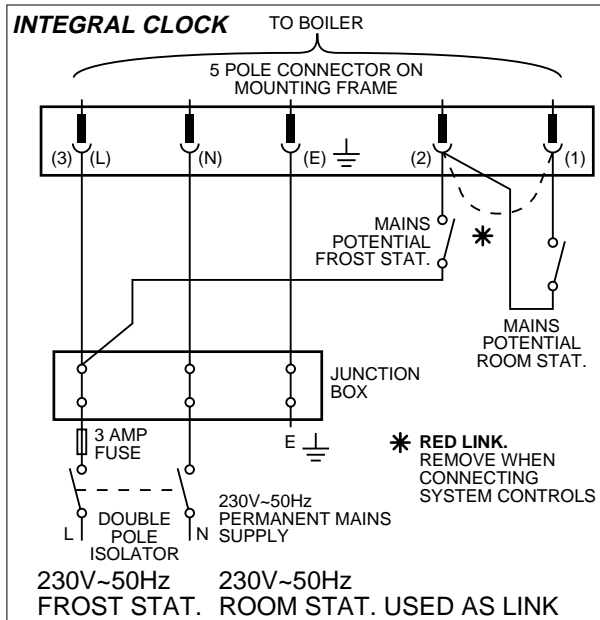 INTEGRAL CLOCK
TO BOILER
5 POLE CONNECTOR ON
MOUNTING FRAME
(3) (L) (N) (E) (2) (1)
MAINS
POTENTIAL
FROST STAT.
✱
MAINS
POTENTIAL
ROOM STAT.
JUNCTION
BOX
3 AMP
FUSE
E
✱ RED LINK.
REMOVE WHEN
CONNECTING
SYSTEM CONTROLS
L DOUBLE N
POLE
ISOLATOR
230V~50Hz
PERMANENT MAINS
SUPPLY
230V~50Hz 230V~50Hz
FROST STAT. ROOM STAT. USED AS LINK